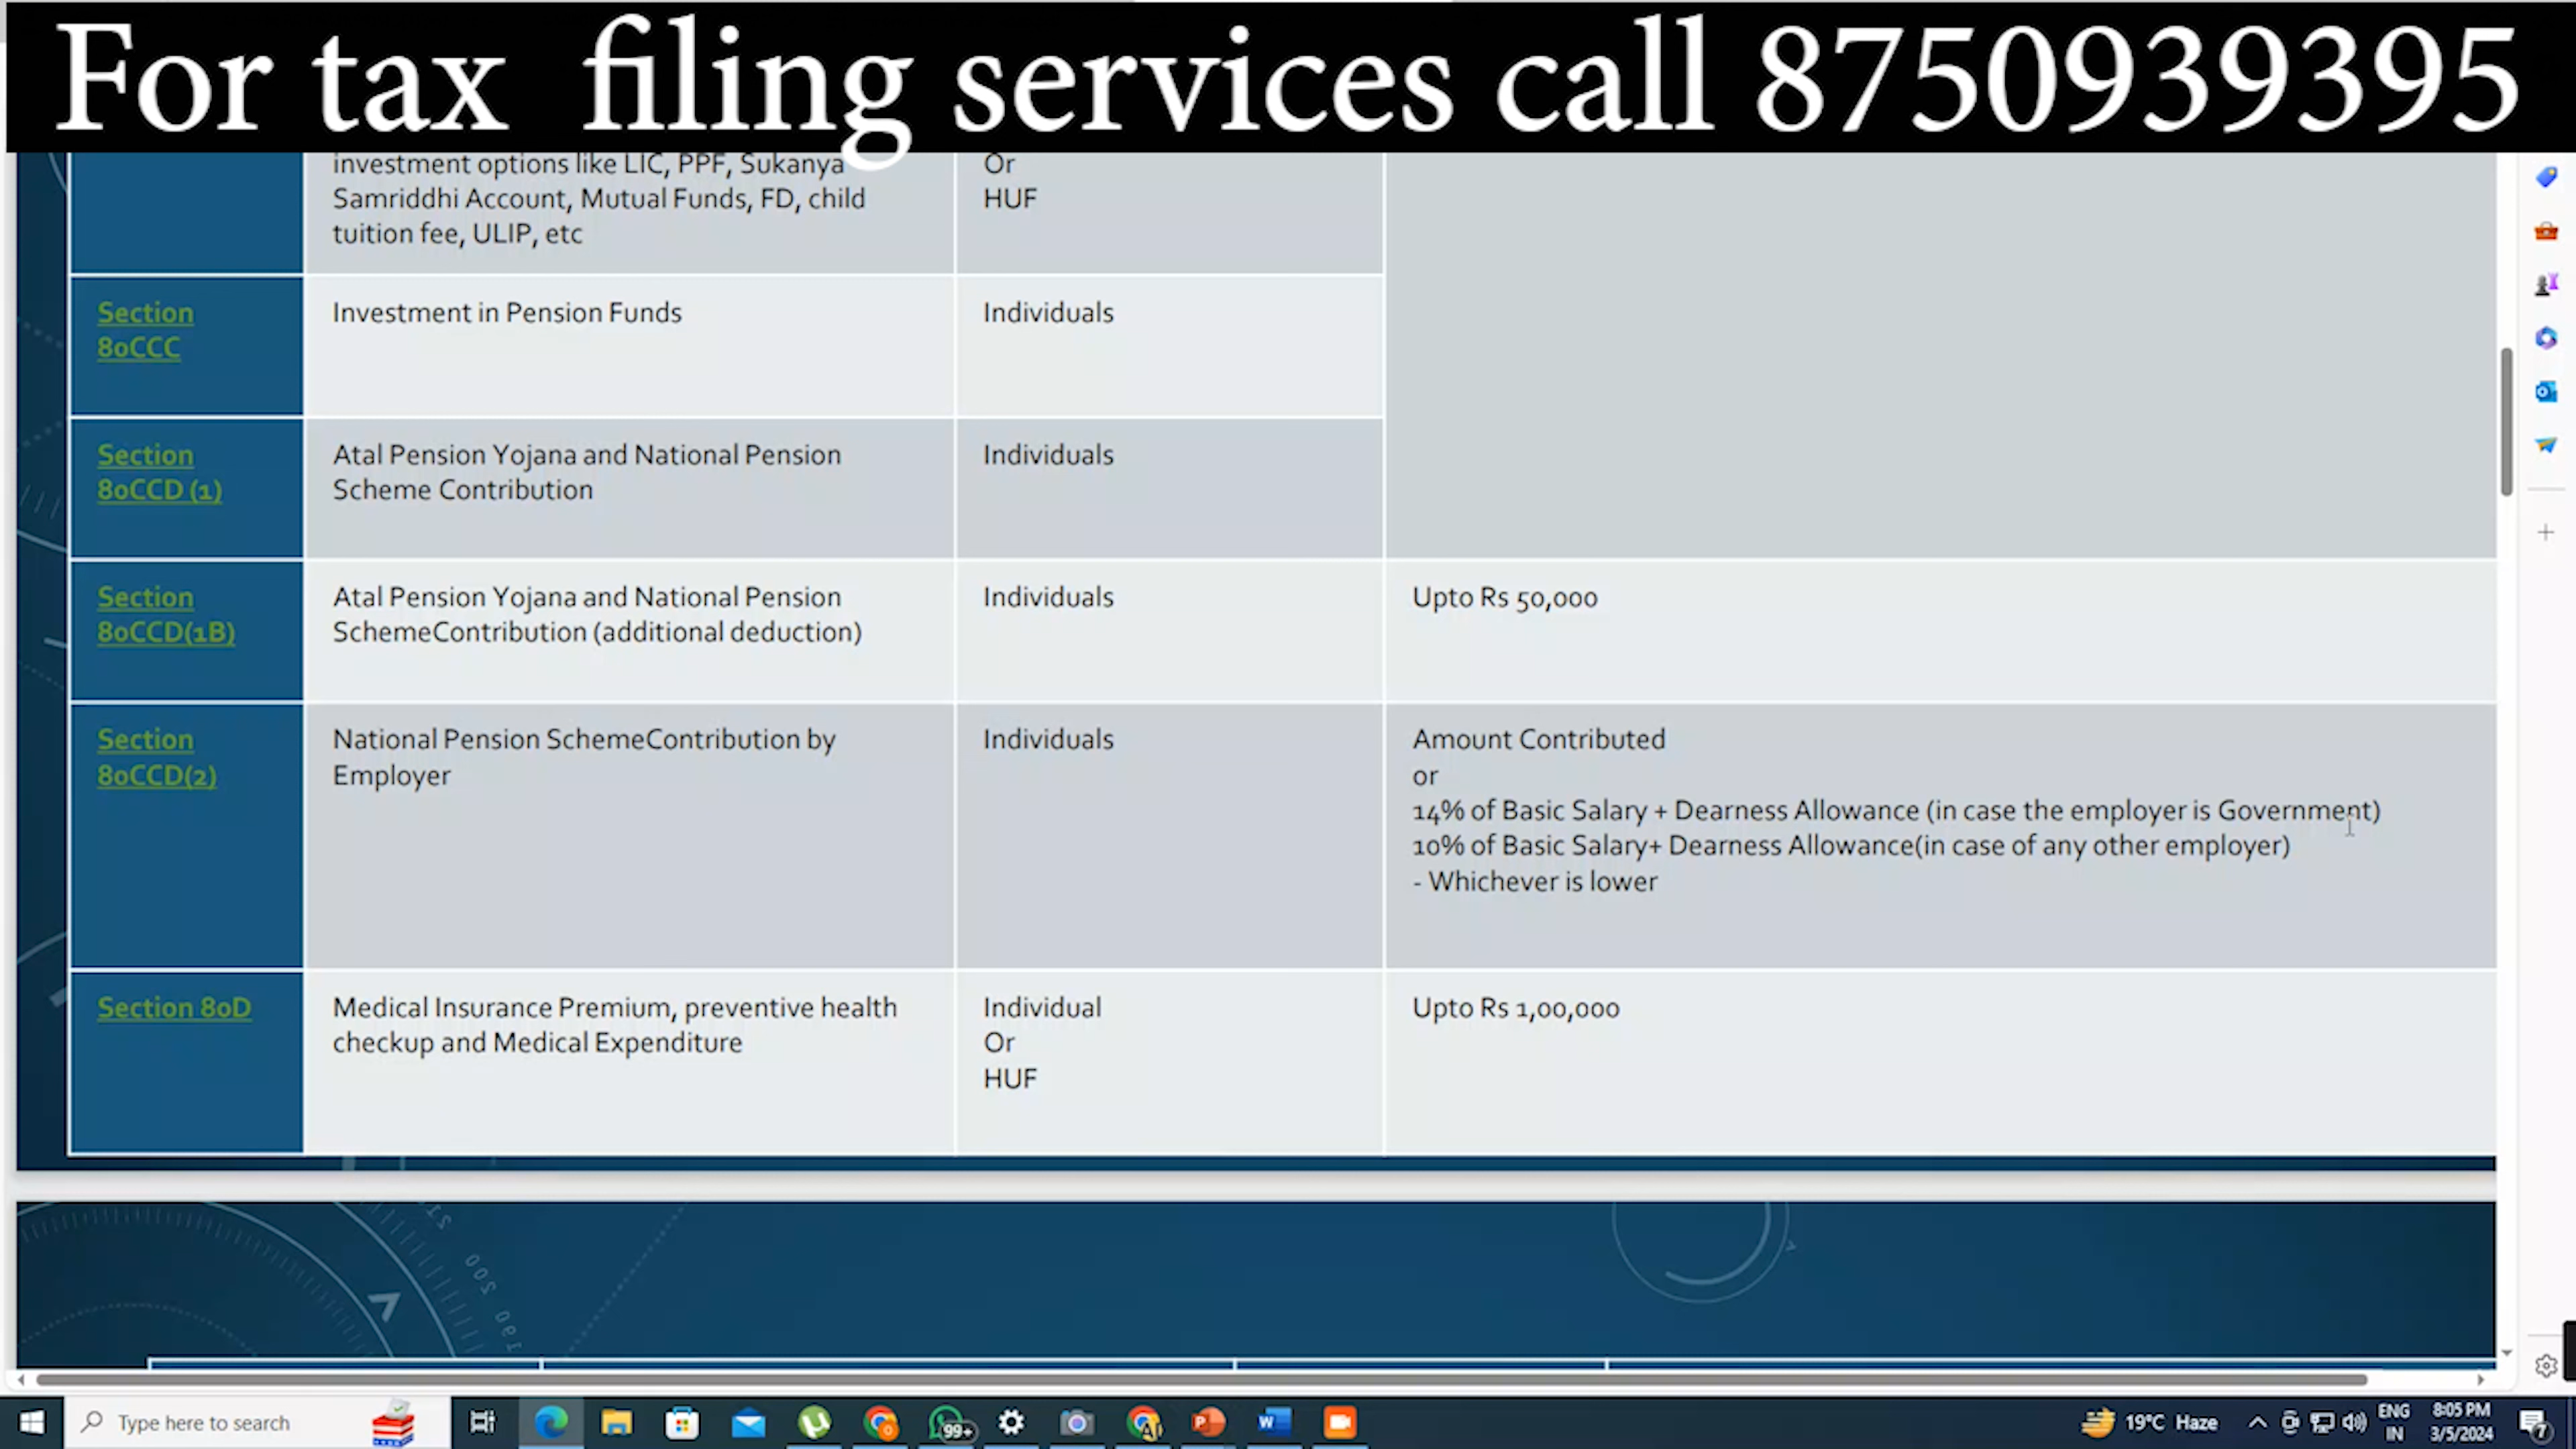 For tax filing services call 8750939395
investment options like LIC, PPF, Sukanya
Samriddhi Account, Mutual Funds, FD, child
tuition fee, ULIP, etc
Or
HUF
Section
80CCC
Investment in Pension Funds
Individuals
Section
80CCD (1)
Atal Pension Yojana and National Pension
Scheme Contribution
Individuals
Section
80CCD(1B)
Atal Pension Yojana and National Pension
SchemeContribution (additional deduction)
Individuals
Upto Rs 50,000
Section
80CCD(2)
National Pension SchemeContribution by
Employer
Individuals
Amount Contributed
or
14% of Basic Salary + Dearness Allowance (in case the employer is Government)
10% of Basic Salary+ Dearness Allowance(in case of any other employer)
- Whichever is lower
Section 80D
Medical Insurance Premium, preventive health
checkup and Medical Expenditure
Individual
Or
HUF
Upto Rs 1,00,000
Type here to search
99+
19°C Haze
ENG
IN
8:05 PM
3/5/2024
7